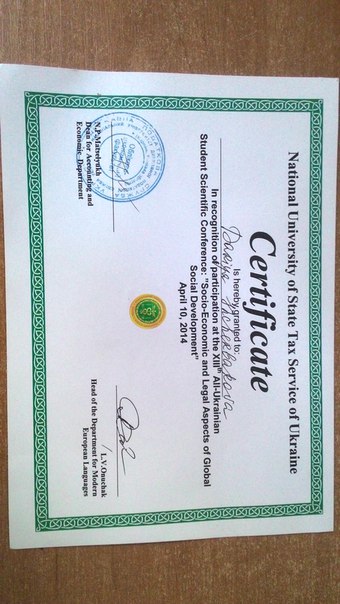 National University of State Tax Service of Ukraine
Certificate
Is hereby granted to:
In recognition of participation at the XIIIth All-Ukrainian
Student Scientific Conference: "Socio-Economic and Legal Aspects of Global
Social Development"
April 10, 2014
N.P.Matselyukh
Dean for Accounting and
Economic Department
/ L.V.Onuchak
Head of the Department for Modern
European Languages